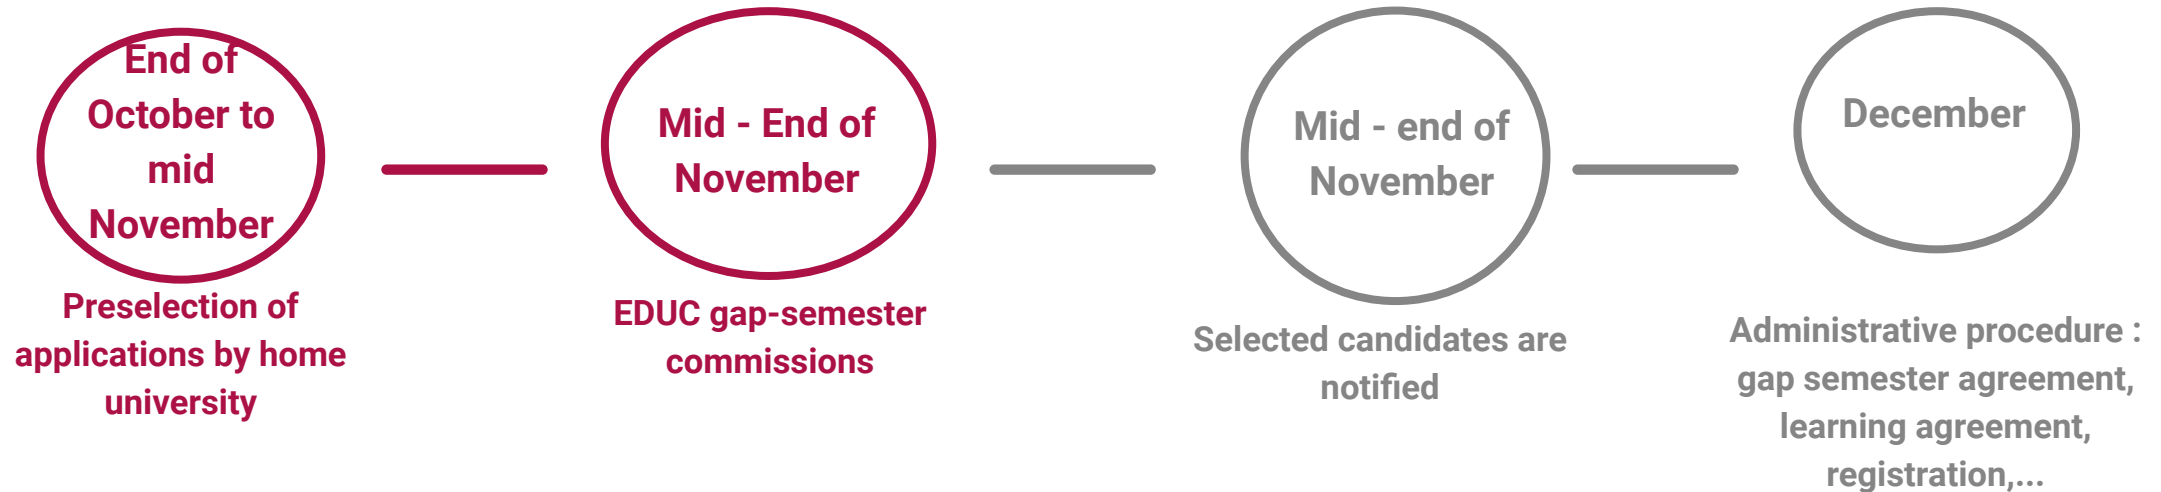 End of
October to
mid
November
Preselection of
applications by home
university
Mid - End of
November
EDUC gap-semester
commissions
Mid - end of
November
Selected candidates are
notified
December
Administrative procedure :
gap semester agreement,
learning agreement,
registration,...